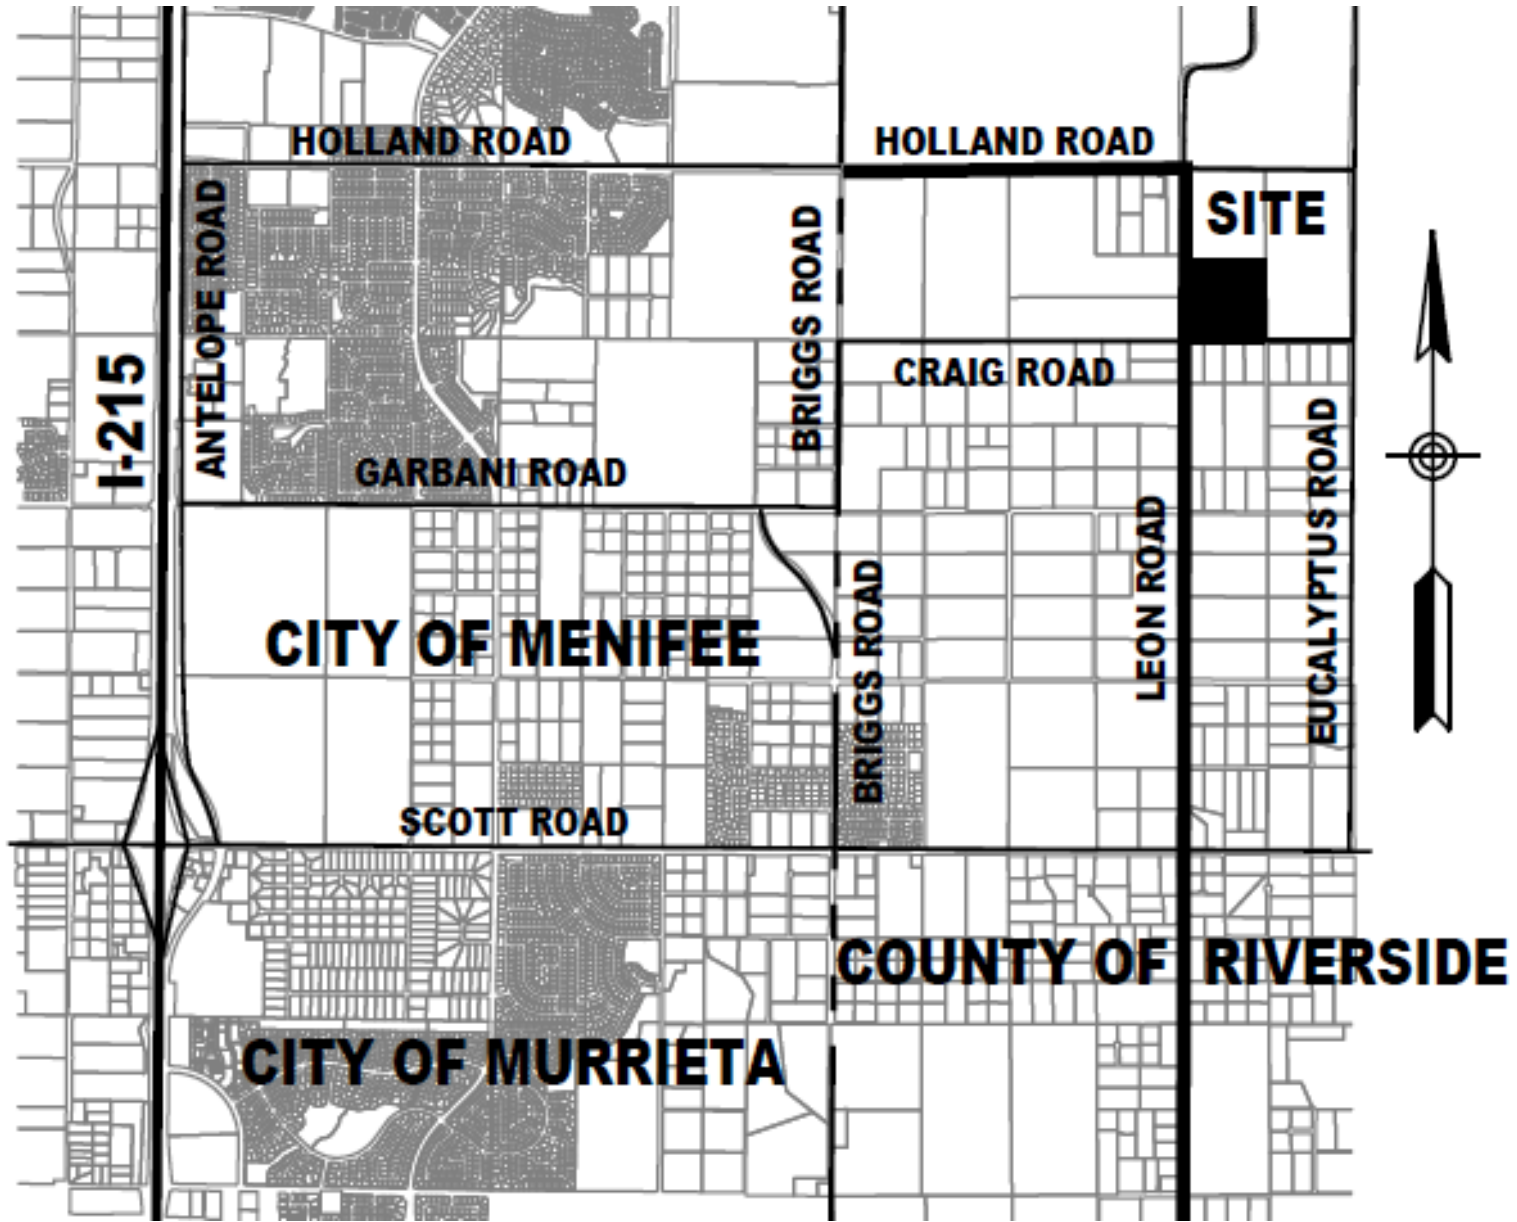 HOLLAND ROAD
HOLLAND ROAD
SITE
ANTELOPE ROAD
BRIGGS ROAD
I-215
CRAIG ROAD
GARBANI ROAD
EUCALYPTUS ROAD
LEON ROAD
BRIGGS ROAD
CITY OF MENIFEE
SCOTT ROAD
COUNTY OF RIVERSIDE
CITY OF MURRIETA